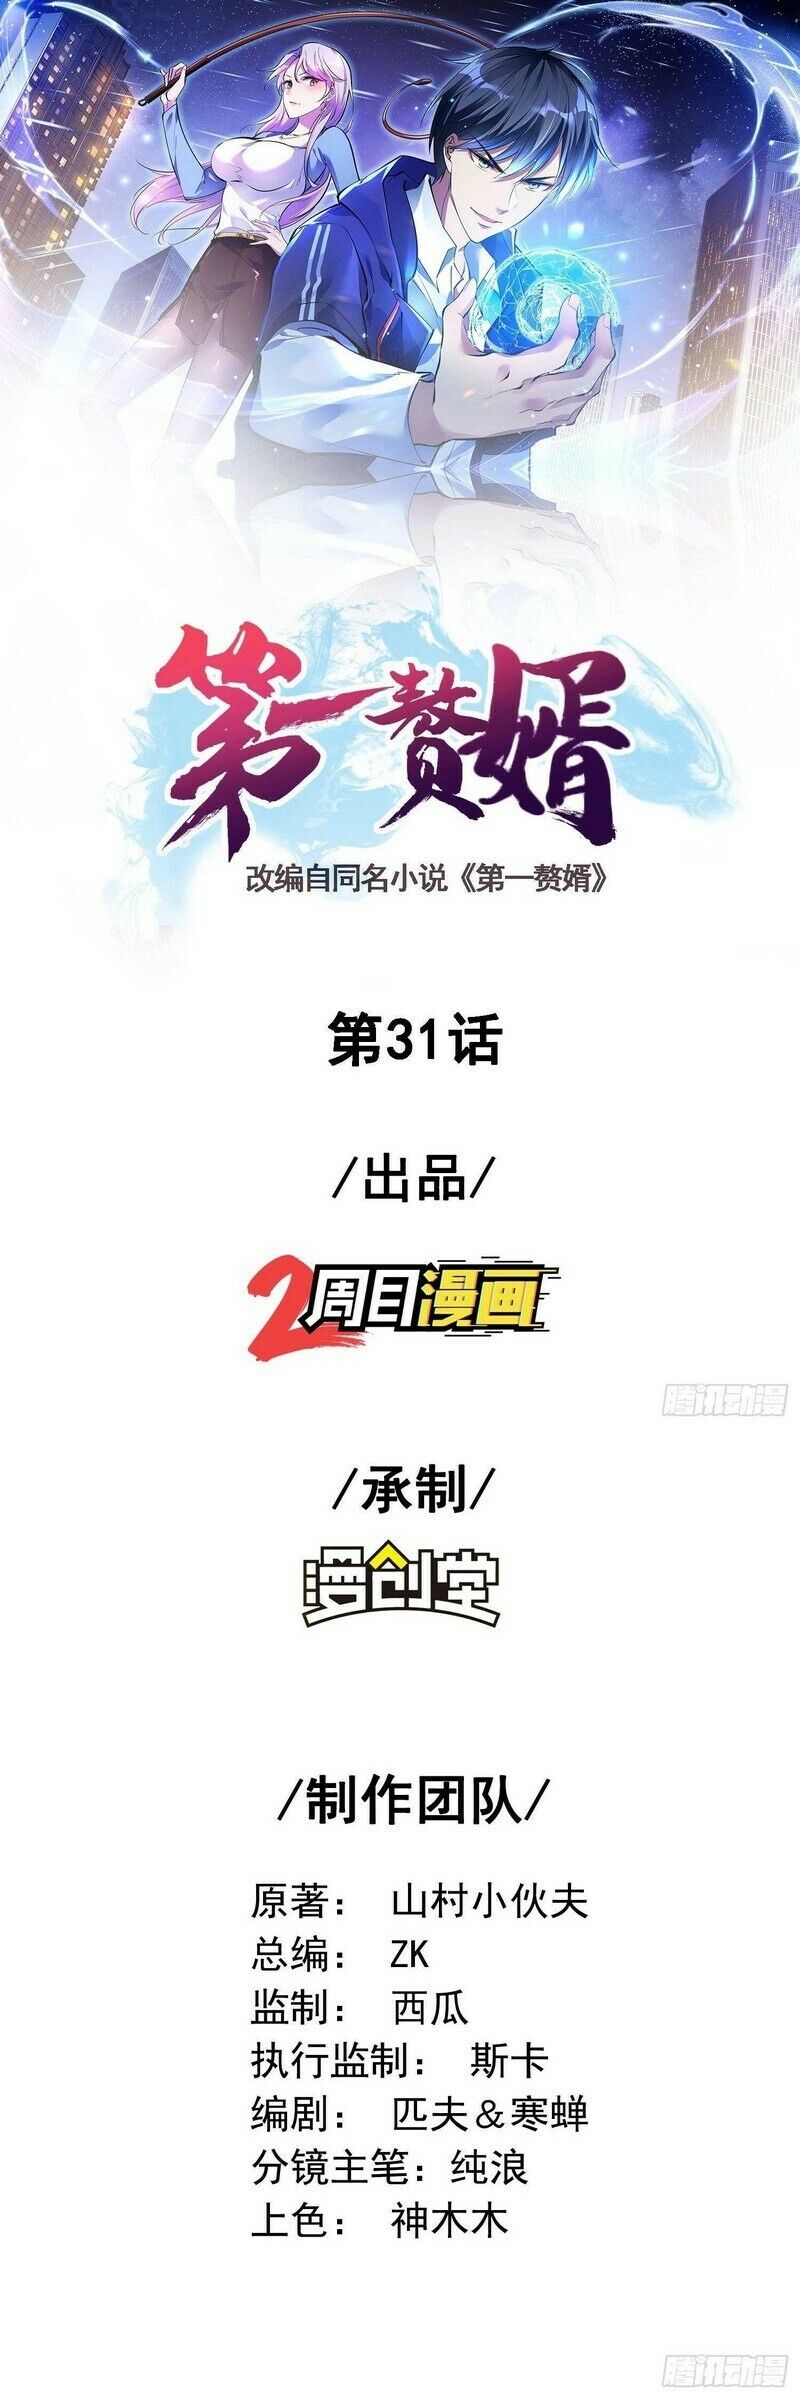 第一赘婿
改编自同名小说《第一赘婿》
第31话
/出品/
2周目漫画
腾讯动漫
/承制/
漫创堂
/制作团队/
原著： 山村小伙夫
总编： ZK
监制： 西瓜
执行监制： 斯卡
编剧： 匹夫＆寒蝉
分镜主笔：纯浪
上色： 神木木
腾讯动漫